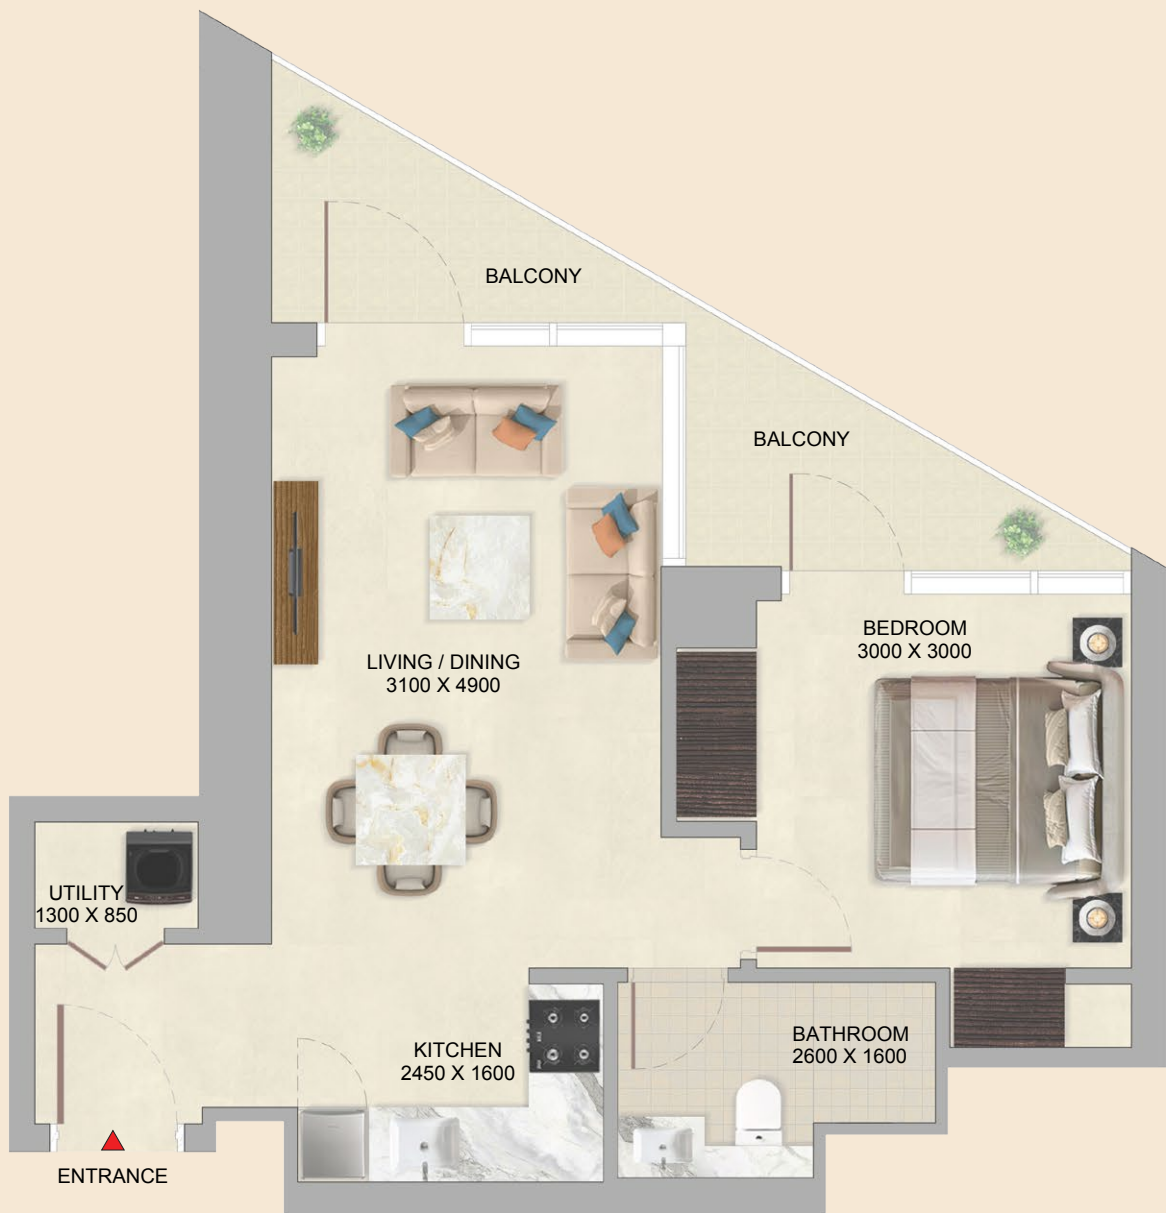 BALCONY
BALCONY
BEDROOM
3000 X 3000
LIVING / DINING
3100 X 4900
UTILITY
1300 X 850
KITCHEN
2450 X 1600
BATHROOM
2600 X 1600
ENTRANCE